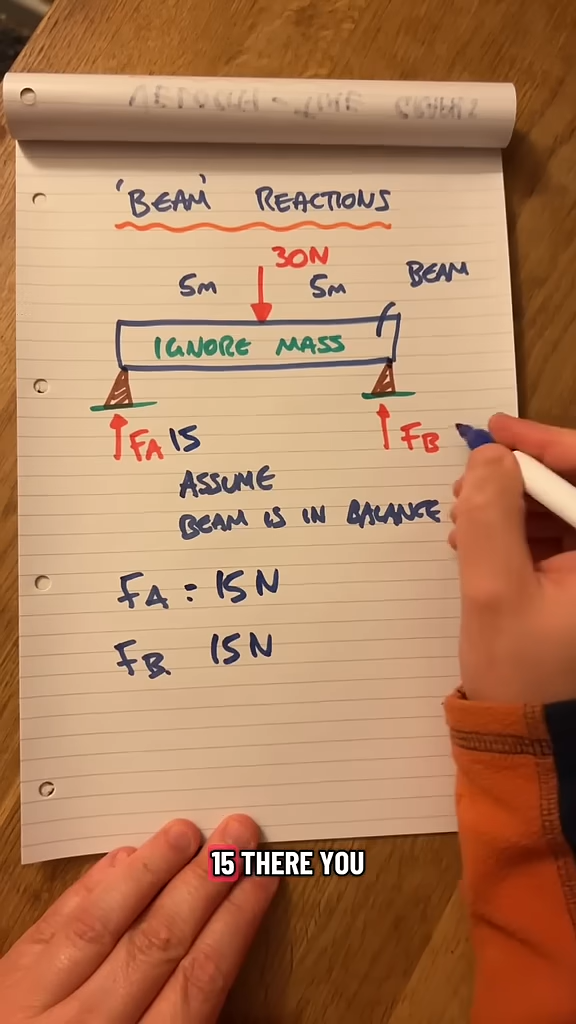 'BEAM' REACTIONS
30N
5m 5m BEAM
IGNORE MASS
FA 15 FB
ASSUME
BEAM IS IN BALANCE
FA = 15N
FB 15N
15 THERE YOU